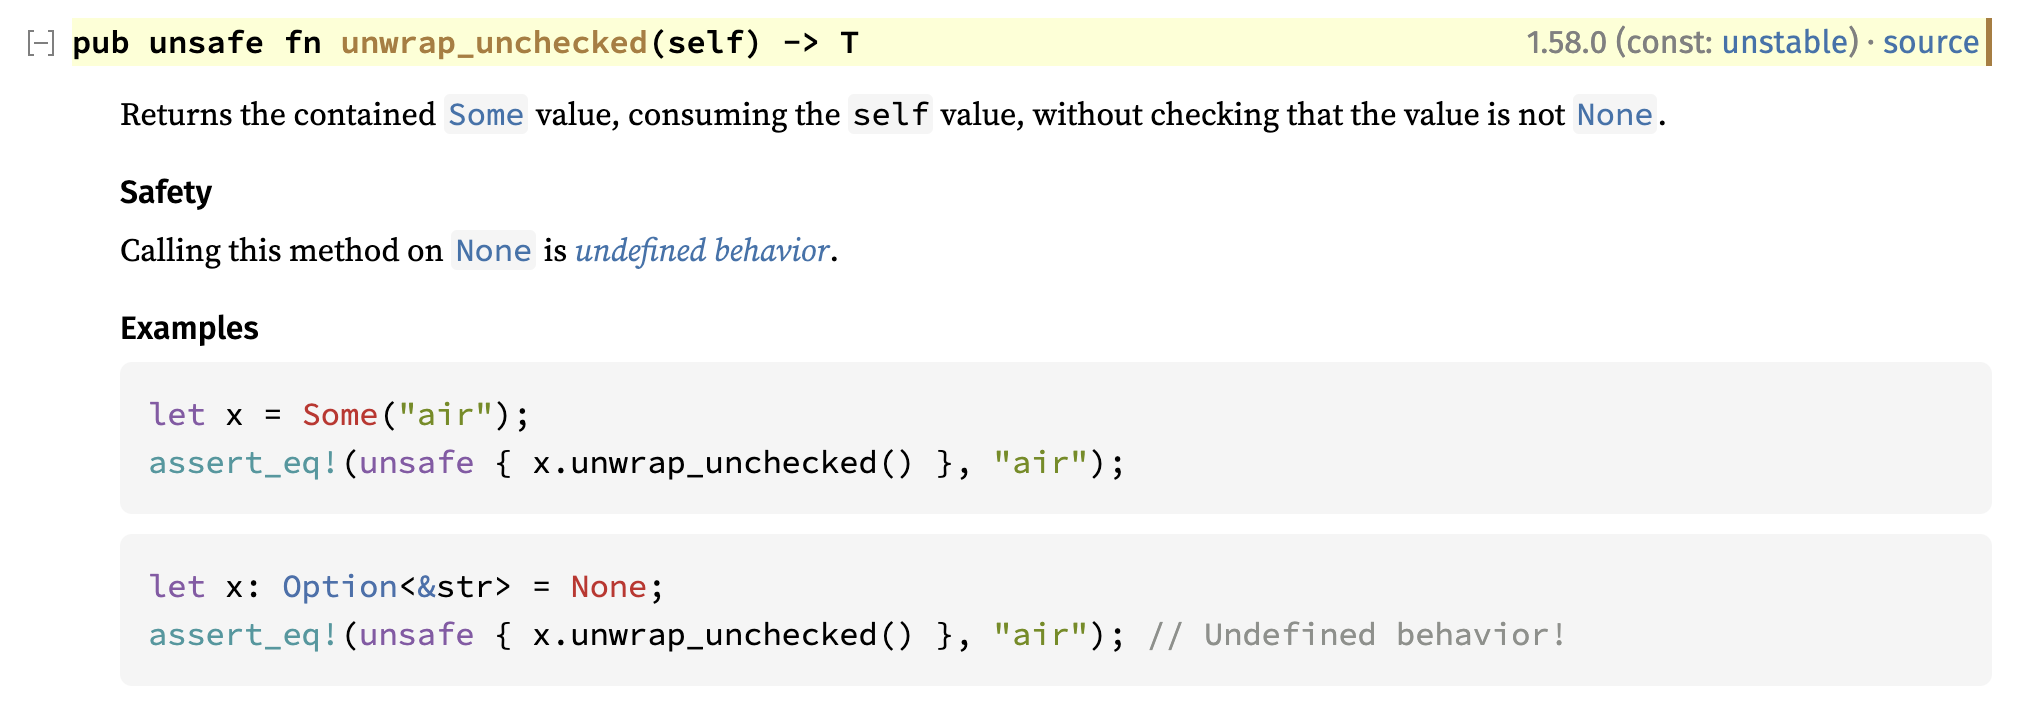 [−] pub unsafe fn unwrap_unchecked(self) -> T 1.58.0 (const: unstable) · source
Returns the contained Some value, consuming the self value, without checking that the value is not None.
Safety
Calling this method on None is undefined behavior.
Examples
let x = Some("air");
assert_eq!(unsafe { x.unwrap_unchecked() }, "air");
let x: Option<&str> = None;
assert_eq!(unsafe { x.unwrap_unchecked() }, "air"); // Undefined behavior!